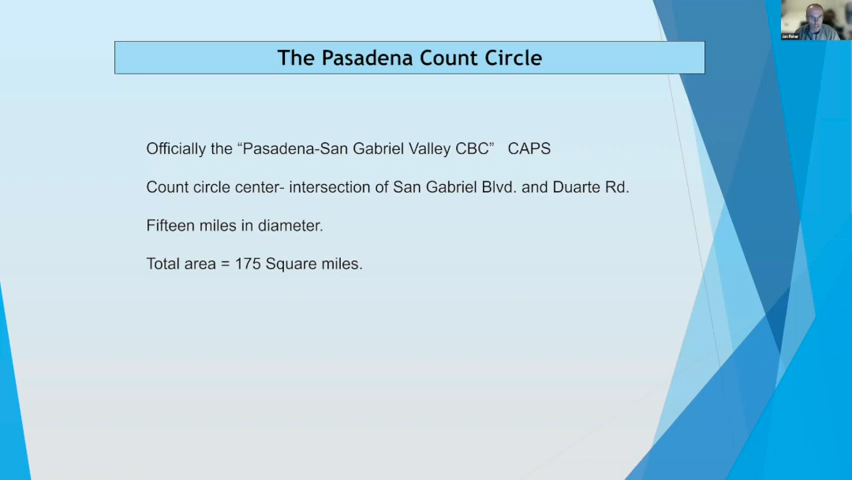 The Pasadena Count Circle
Officially the “Pasadena-San Gabriel Valley CBC” CAPS
Count circle center- intersection of San Gabriel Blvd. and Duarte Rd.
Fifteen miles in diameter.
Total area = 175 Square miles.